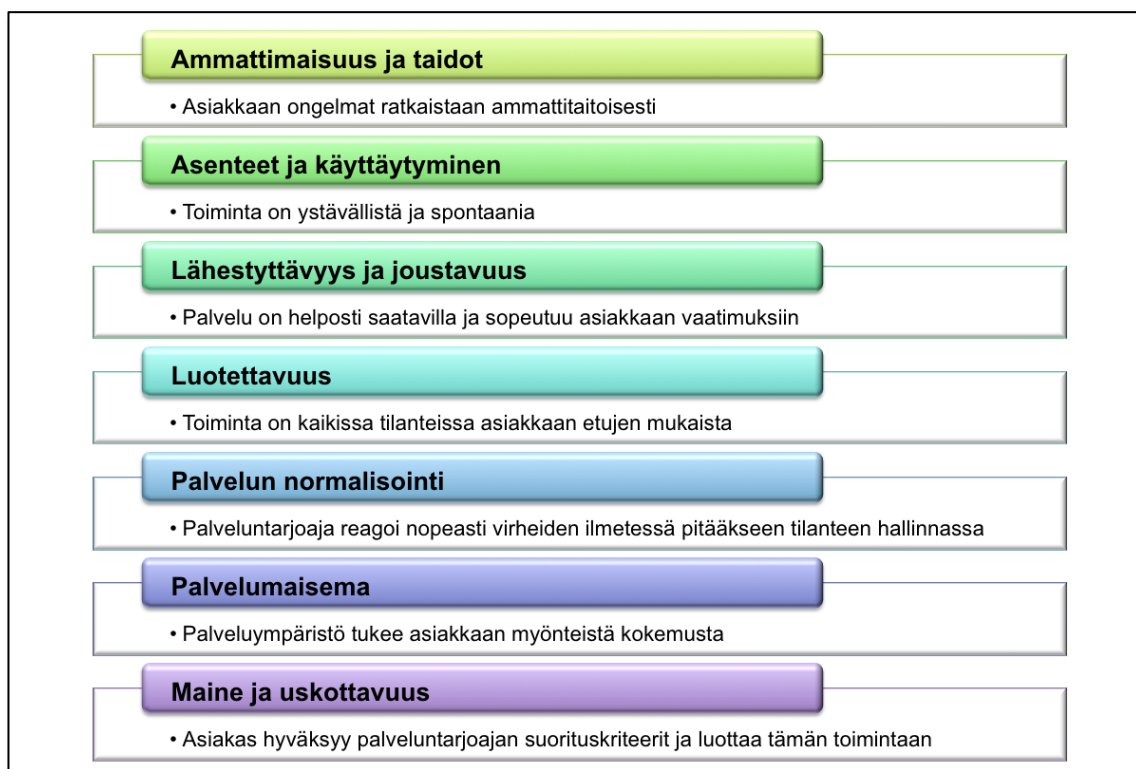 Ammattimaisuus ja taidot
• Asiakkaan ongelmat ratkaistaan ammattitaitoisesti
Asenteet ja käyttäytyminen
• Toiminta on ystävällistä ja spontaania
Lähestyttävyys ja joustavuus
• Palvelu on helposti saatavilla ja sopeutuu asiakkaan vaatimuksiin
Luotettavuus
• Toiminta on kaikissa tilanteissa asiakkaan etujen mukaista
Palvelun normalisointi
• Palveluntarjoaja reagoi nopeasti virheiden ilmetessä pitääkseen tilanteen hallinnassa
Palvelumaisema
• Palveluympäristö tukee asiakkaan myönteistä kokemusta
Maine ja uskottavuus
• Asiakas hyväksyy palveluntarjoajan suorituskriteerit ja luottaa tämän toimintaan